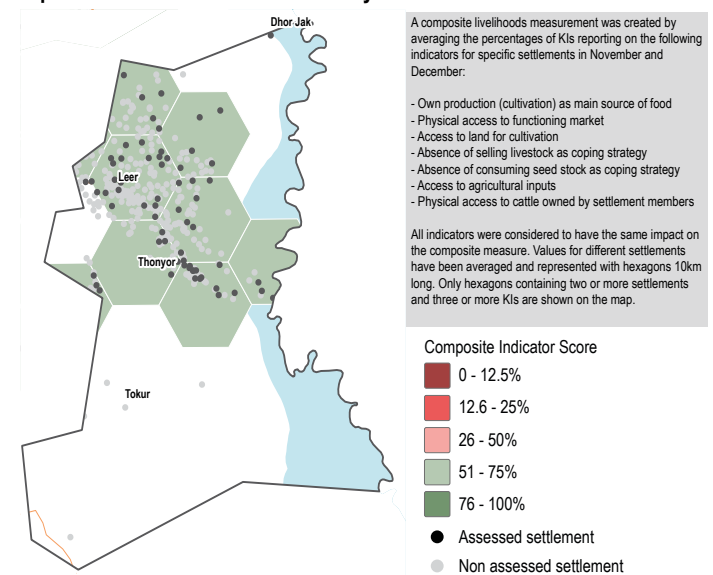 Dhor Jak
A composite livelihoods measurement was created by
averaging the percentages of KIs reporting on the following
indicators for specific settlements in November and
December:
- Own production (cultivation) as main source of food
- Physical access to functioning market
- Access to land for cultivation
- Absence of selling livestock as coping strategy
- Absence of consuming seed stock as coping strategy
- Access to agricultural inputs
- Physical access to cattle owned by settlement members
All indicators were considered to have the same impact on
the composite measure. Values for different settlements
have been averaged and represented with hexagons 10km
long. Only hexagons containing two or more settlements
and three or more KIs are shown on the map.
Leer
Thonyor
Tokur
Composite Indicator Score
0 - 12.5%
12.6 - 25%
26 - 50%
51 - 75%
76 - 100%
Assessed settlement
Non assessed settlement